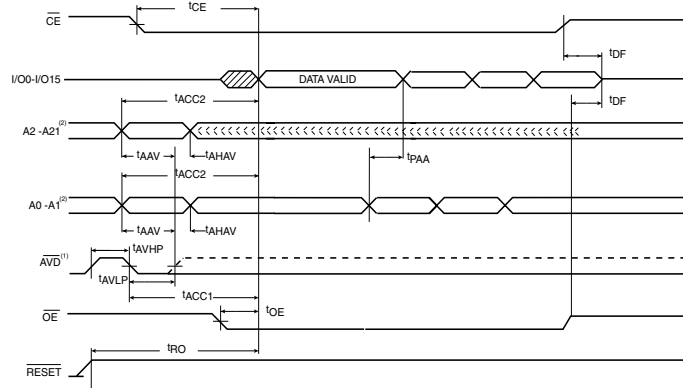 CE
tCE
tDF
I/O0-I/O15
DATA VALID
tACC2
tDF
A2 -A21(2)
tAAV
tAHAV
tPAA
tACC2
A0 -A1(2)
tAAV
tAHAV
tAVHP
AVD(1)
tAVLP
tACC1
OE
tOE
tRO
RESET